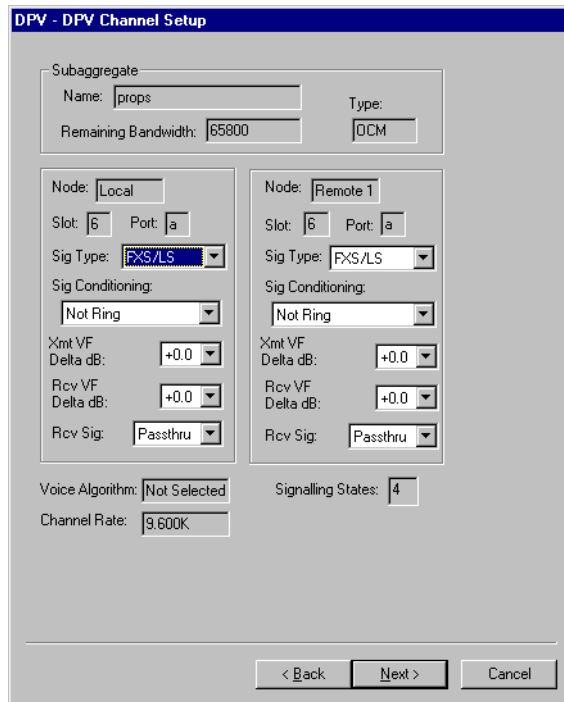 DPV - DPV Channel Setup
Subaggregate
Name: props
Type:
Remaining Bandwidth: 65800
OCM
Node: Local
Slot: 6 Port: a
Sig Type: FXS/LS
Sig Conditioning:
Not Ring
Xmt VF
Delta dB: +0.0
Rcv VF
Delta dB: +0.0
Rcv Sig: Passthru
Node: Remote 1
Slot: 6 Port: a
Sig Type: FXS/LS
Sig Conditioning:
Not Ring
Xmt VF
Delta dB: +0.0
Rcv VF
Delta dB: +0.0
Rcv Sig: Passthru
Voice Algorithm: Not Selected
Signalling States: 4
Channel Rate: 9.600K
< Back
Next >
Cancel